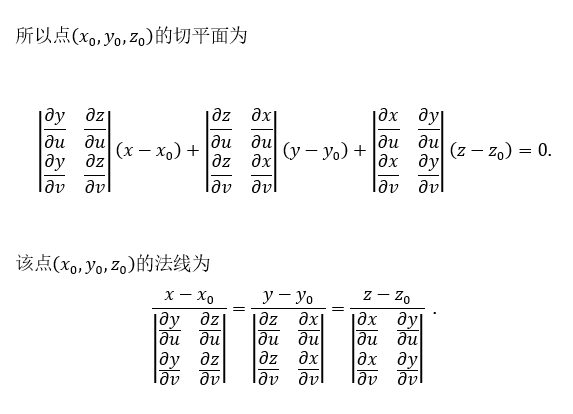 所以点(x₀, y₀, z₀)的切平面为
|∂y/∂u ∂z/∂u; ∂y/∂v ∂z/∂v| (x − x₀) + |∂z/∂u ∂x/∂u; ∂z/∂v ∂x/∂v| (y − y₀) + |∂x/∂u ∂y/∂u; ∂x/∂v ∂y/∂v| (z − z₀) = 0.
该点(x₀, y₀, z₀)的法线为
(x − x₀)/|∂y/∂u ∂z/∂u; ∂y/∂v ∂z/∂v| = (y − y₀)/|∂z/∂u ∂x/∂u; ∂z/∂v ∂x/∂v| = (z − z₀)/|∂x/∂u ∂y/∂u; ∂x/∂v ∂y/∂v| .